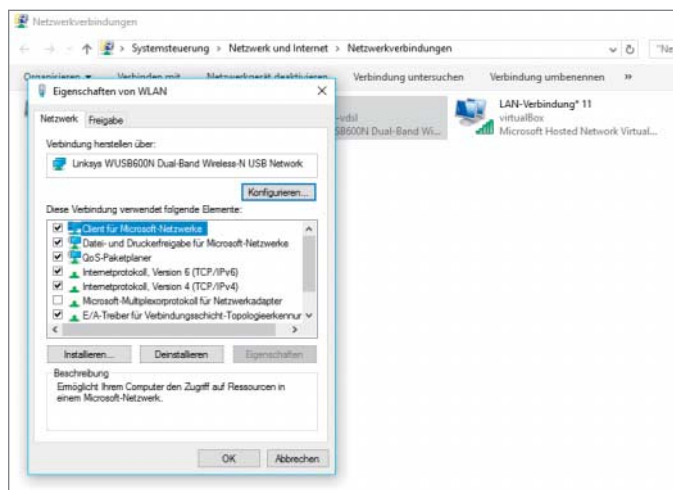 Netzwerkverbindungen
Systemsteuerung > Netzwerk und Internet > Netzwerkverbindungen
"Ne
Organisieren Verbinden mit Netzwerkgerät deaktivieren Verbindung untersuchen Verbindung umbenennen »
Eigenschaften von WLAN
Netzwerk Freigabe
Verbindung herstellen über:
Linksys WUSB600N Dual-Band Wireless-N USB Network
Konfigurieren...
Diese Verbindung verwendet folgende Elemente:
Client für Microsoft-Netzwerke
Datei- und Druckerfreigabe für Microsoft-Netzwerke
QoS-Paketplaner
Internetprotokoll, Version 6 (TCP/IPv6)
Internetprotokoll, Version 4 (TCP/IPv4)
Microsoft-Multiplexorprotokoll für Netzwerkadapter
E/A-Treiber für Verbindungsschicht-Topologieerkennur
Installieren... Deinstallieren Eigenschaften
Beschreibung
Ermöglicht Ihrem Computer den Zugriff auf Ressourcen in
einem Microsoft-Netzwerk.
OK Abbrechen
-vdsl
SB600N Dual-Band Wi...
LAN-Verbindung* 11
virtualBox
Microsoft Hosted Network Virtual...